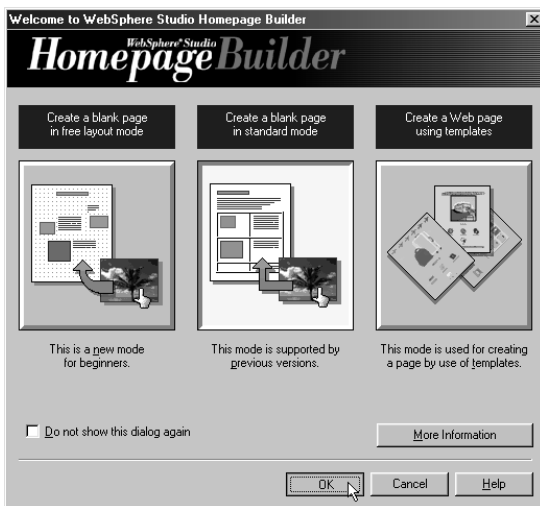 Welcome to WebSphere Studio Homepage Builder
WebSphere® Studio
Homepage Builder
Create a blank page
in free layout mode
Create a blank page
in standard mode
Create a Web page
using templates
This is a new mode
for beginners.
This mode is supported by
previous versions.
This mode is used for creating
a page by use of templates.
Do not show this dialog again
More Information
OK
Cancel
Help